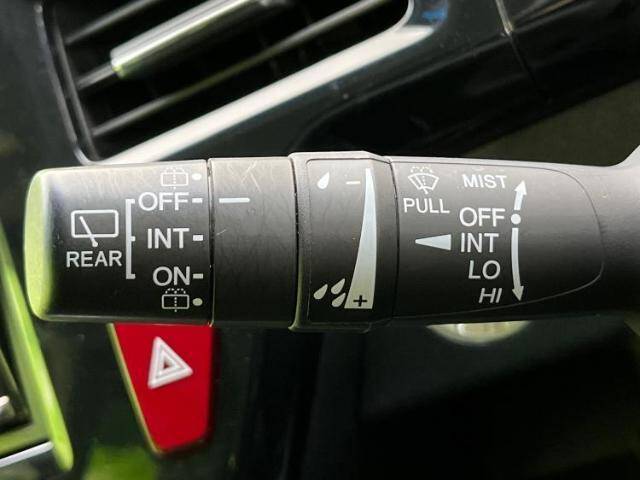 REAR
OFF
INT
ON
−
+
PULL
MIST
OFF
INT
LO
HI